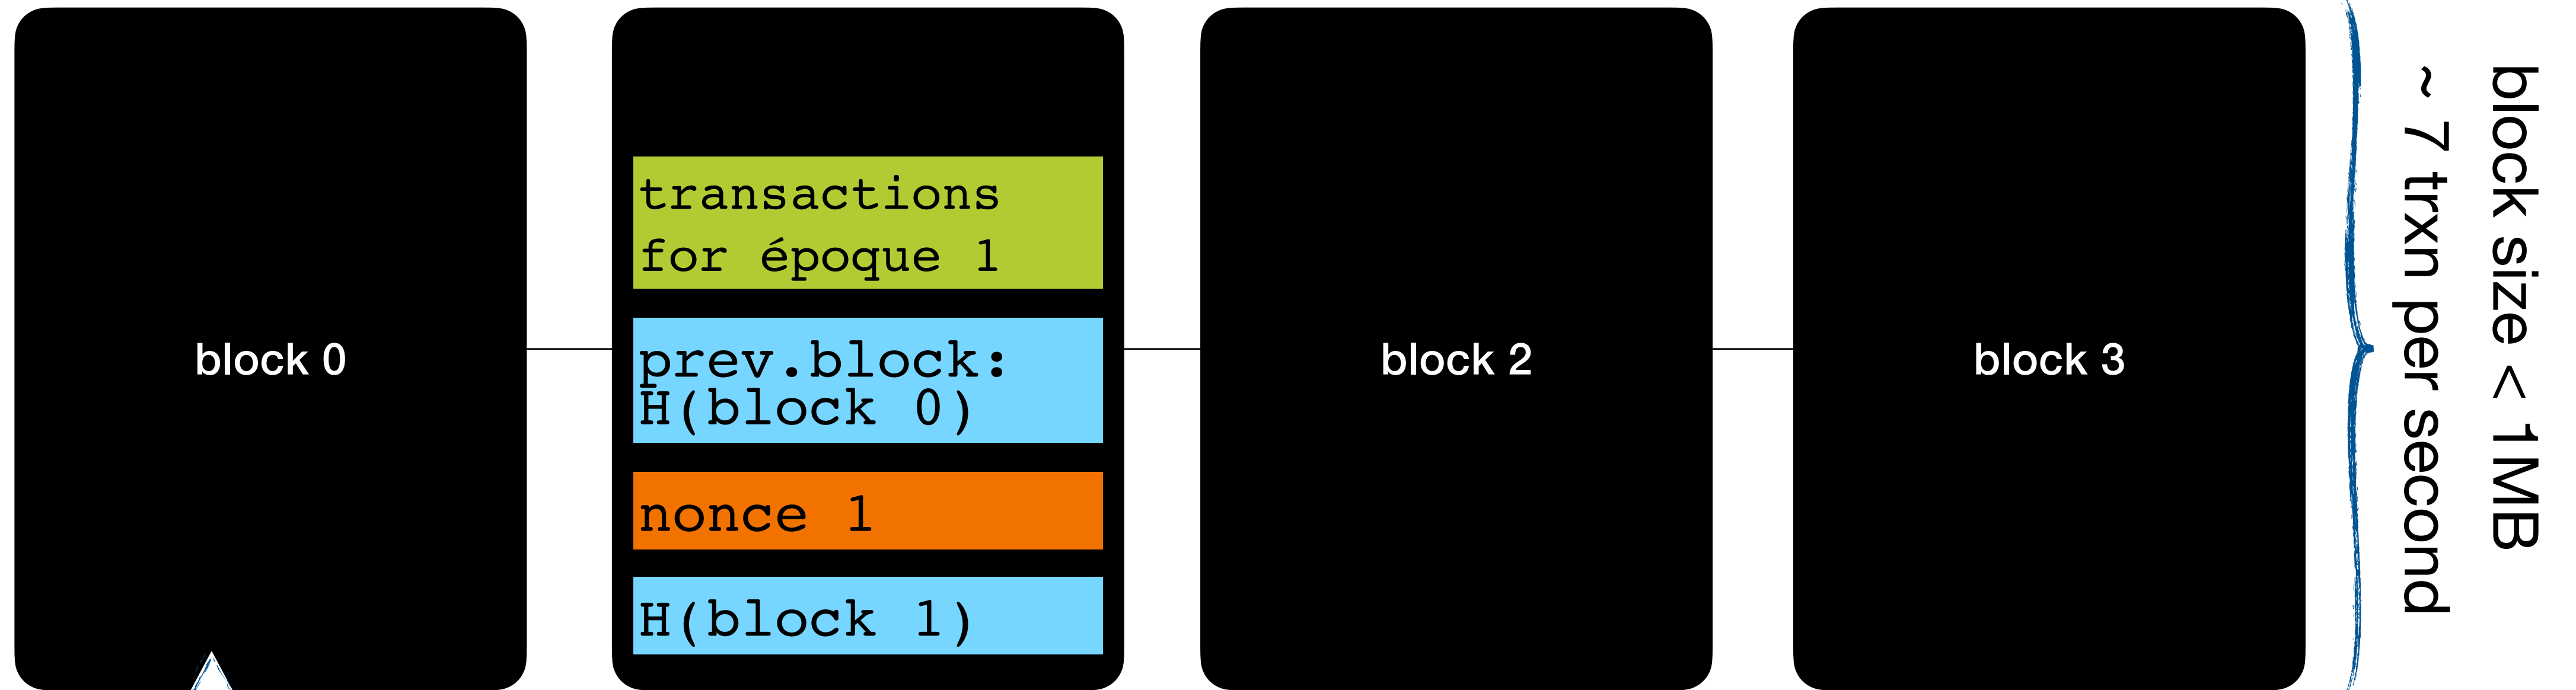 block 0
transactions
for époque 1
prev.block:
H(block 0)
nonce 1
H(block 1)
block 2
block 3
block size < 1MB
~ 7 trxn per second